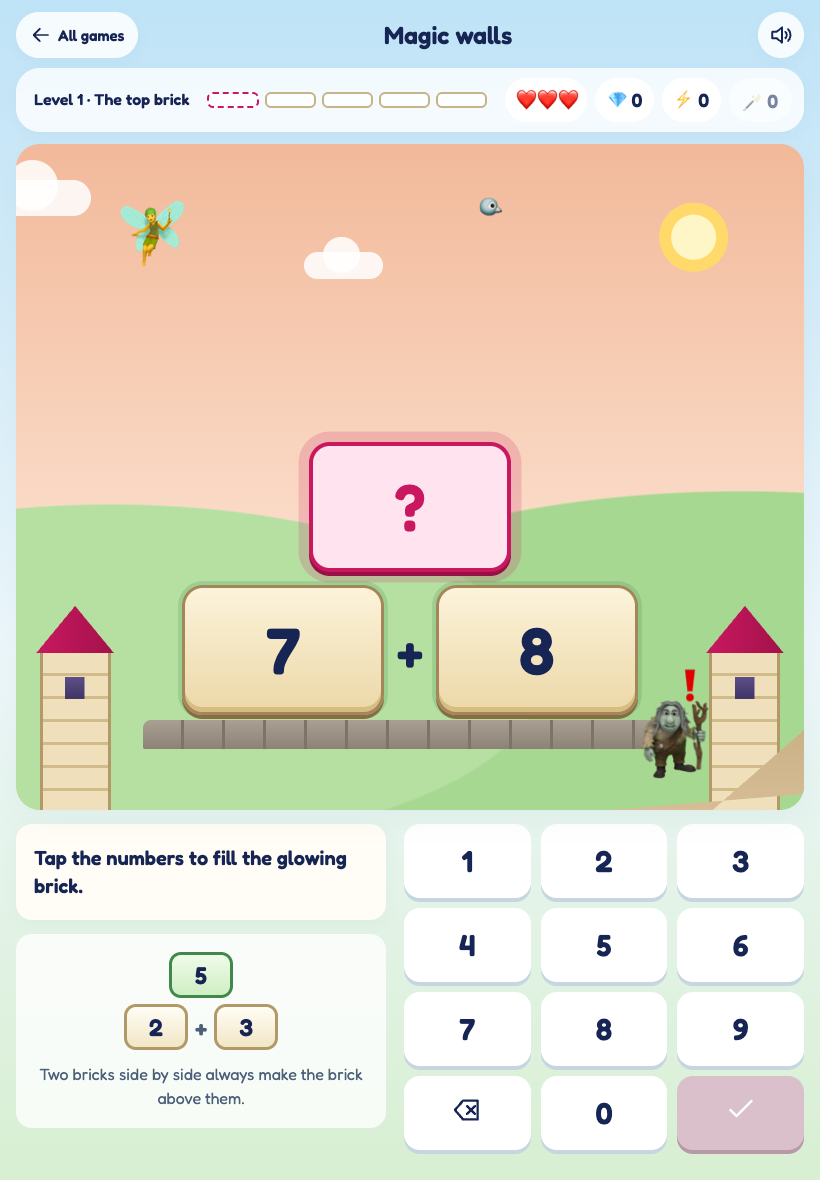 All games
Magic walls
Level 1 · The top brick
0
0
0
?
7 + 8
!
Tap the numbers to fill the glowing
brick.
5
2 + 3
Two bricks side by side always make the brick
above them.
1 2 3
4 5 6
7 8 9
0